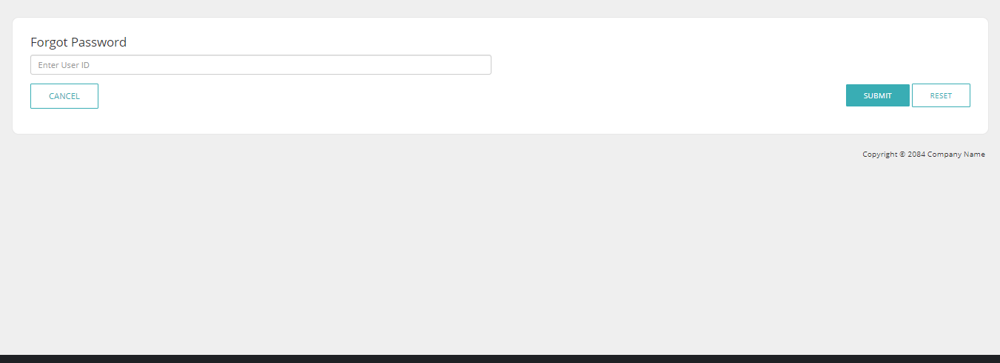 Forgot Password
Enter User ID
CANCEL
SUBMIT RESET
Copyright © 2084 Company Name